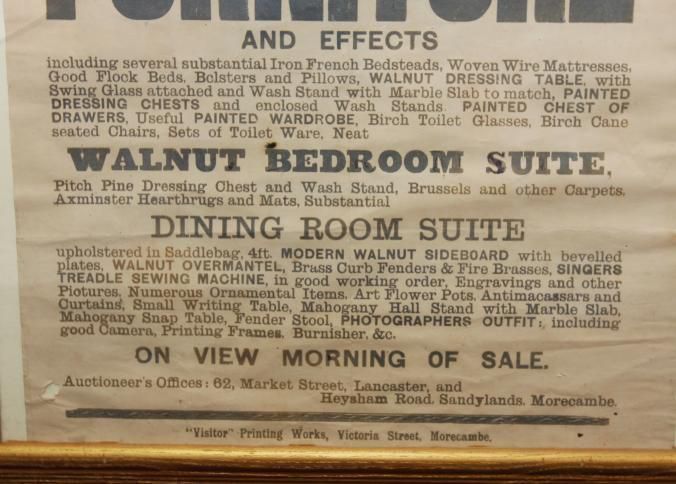 FURNITURE
AND EFFECTS
including several substantial Iron French Bedsteads, Woven Wire Mattresses,
Good Flock Beds, Bolsters and Pillows, WALNUT DRESSING TABLE, with
Swing Glass attached and Wash Stand with Marble Slab to match, PAINTED
DRESSING CHESTS and enclosed Wash Stands. PAINTED CHEST OF
DRAWERS, Useful PAINTED WARDROBE, Birch Toilet Glasses, Birch Cane
seated Chairs, Sets of Toilet Ware, Neat
WALNUT BEDROOM SUITE,
Pitch Pine Dressing Chest and Wash Stand, Brussels and other Carpets,
Axminster Hearthrugs and Mats, Substantial
DINING ROOM SUITE
upholstered in Saddlebag, 4ft. MODERN WALNUT SIDEBOARD with bevelled
plates, WALNUT OVERMANTEL, Brass Curb Fenders & Fire Brasses, SINGERS
TREADLE SEWING MACHINE, in good working order, Engravings and other
Pictures, Numerous Ornamental Items, Art Flower Pots, Antimacassars and
Curtains, Small Writing Table, Mahogany Hall Stand with Marble Slab,
Mahogany Snap Table, Fender Stool, PHOTOGRAPHERS OUTFIT; including
good Camera, Printing Frames, Burnisher, &c.
ON VIEW MORNING OF SALE.
Auctioneer's Offices: 62, Market Street, Lancaster, and
Heysham Road, Sandylands, Morecambe.
"Visitor" Printing Works, Victoria Street, Morecambe.